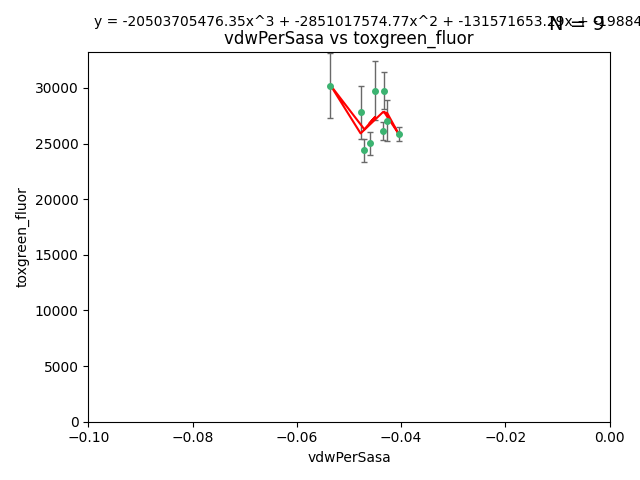 y = -20503705476.35x^3 + -2851017574.77x^2 + -131571653.29x +
N = 9
vdwPerSasa vs toxgreen_fluor
toxgreen_fluor
30000
25000
20000
15000
10000
5000
0
−0.10
−0.08
−0.06
−0.04
−0.02
0.00
vdwPerSasa